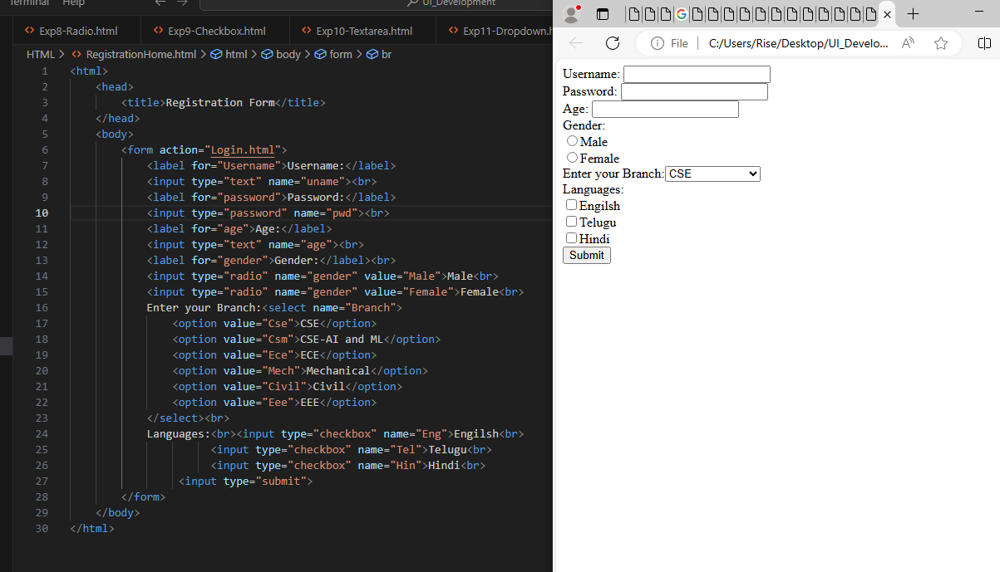 Terminal Help UI_Development
Exp8-Radio.html Exp9-Checkbox.html Exp10-Textarea.html Exp11-Dropdown.h
HTML > RegistrationHome.html > html > body > form > br
1 <html>
2 <head>
3 <title>Registration Form</title>
4 </head>
5 <body>
6 <form action="Login.html">
7 <label for="Username">Username:</label>
8 <input type="text" name="uname"><br>
9 <label for="password">Password:</label>
10 <input type="password" name="pwd"><br>
11 <label for="age">Age:</label>
12 <input type="text" name="age"><br>
13 <label for="gender">Gender:</label><br>
14 <input type="radio" name="gender" value="Male">Male<br>
15 <input type="radio" name="gender" value="Female">Female<br>
16 Enter your Branch:<select name="Branch">
17 <option value="Cse">CSE</option>
18 <option value="Csm">CSE-AI and ML</option>
19 <option value="Ece">ECE</option>
20 <option value="Mech">Mechanical</option>
21 <option value="Civil">Civil</option>
22 <option value="Eee">EEE</option>
23 </select><br>
24 Languages:<br><input type="checkbox" name="Eng">Engilsh<br>
25 <input type="checkbox" name="Tel">Telugu<br>
26 <input type="checkbox" name="Hin">Hindi<br>
27 <input type="submit">
28 </form>
29 </body>
30 </html>
File C:/Users/Rise/Desktop/UI_Develo...
Username:
Password:
Age:
Gender:
Male
Female
Enter your Branch: CSE
Languages:
Engilsh
Telugu
Hindi
Submit